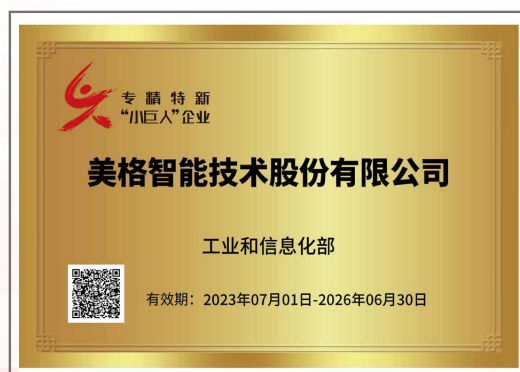 专精特新
“小巨人”企业
美格智能技术股份有限公司
工业和信息化部
有效期：2023年07月01日-2026年06月30日